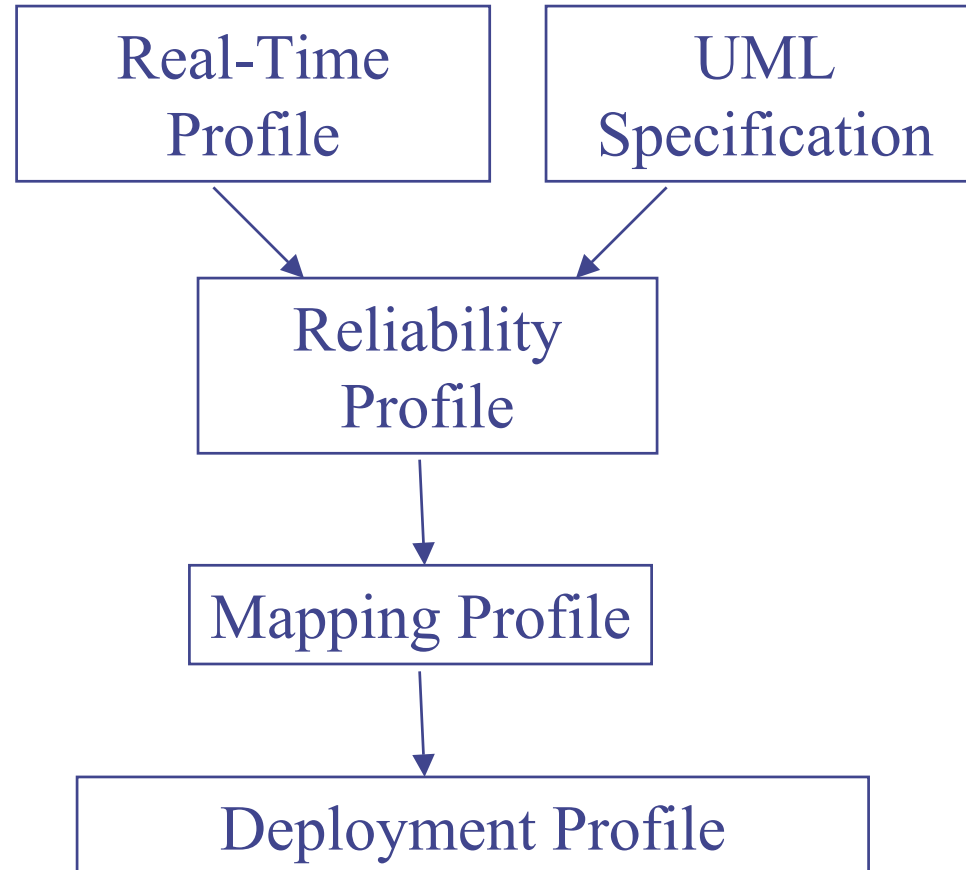 Real-Time
Profile
UML
Specification
Reliability
Profile
Mapping Profile
Deployment Profile